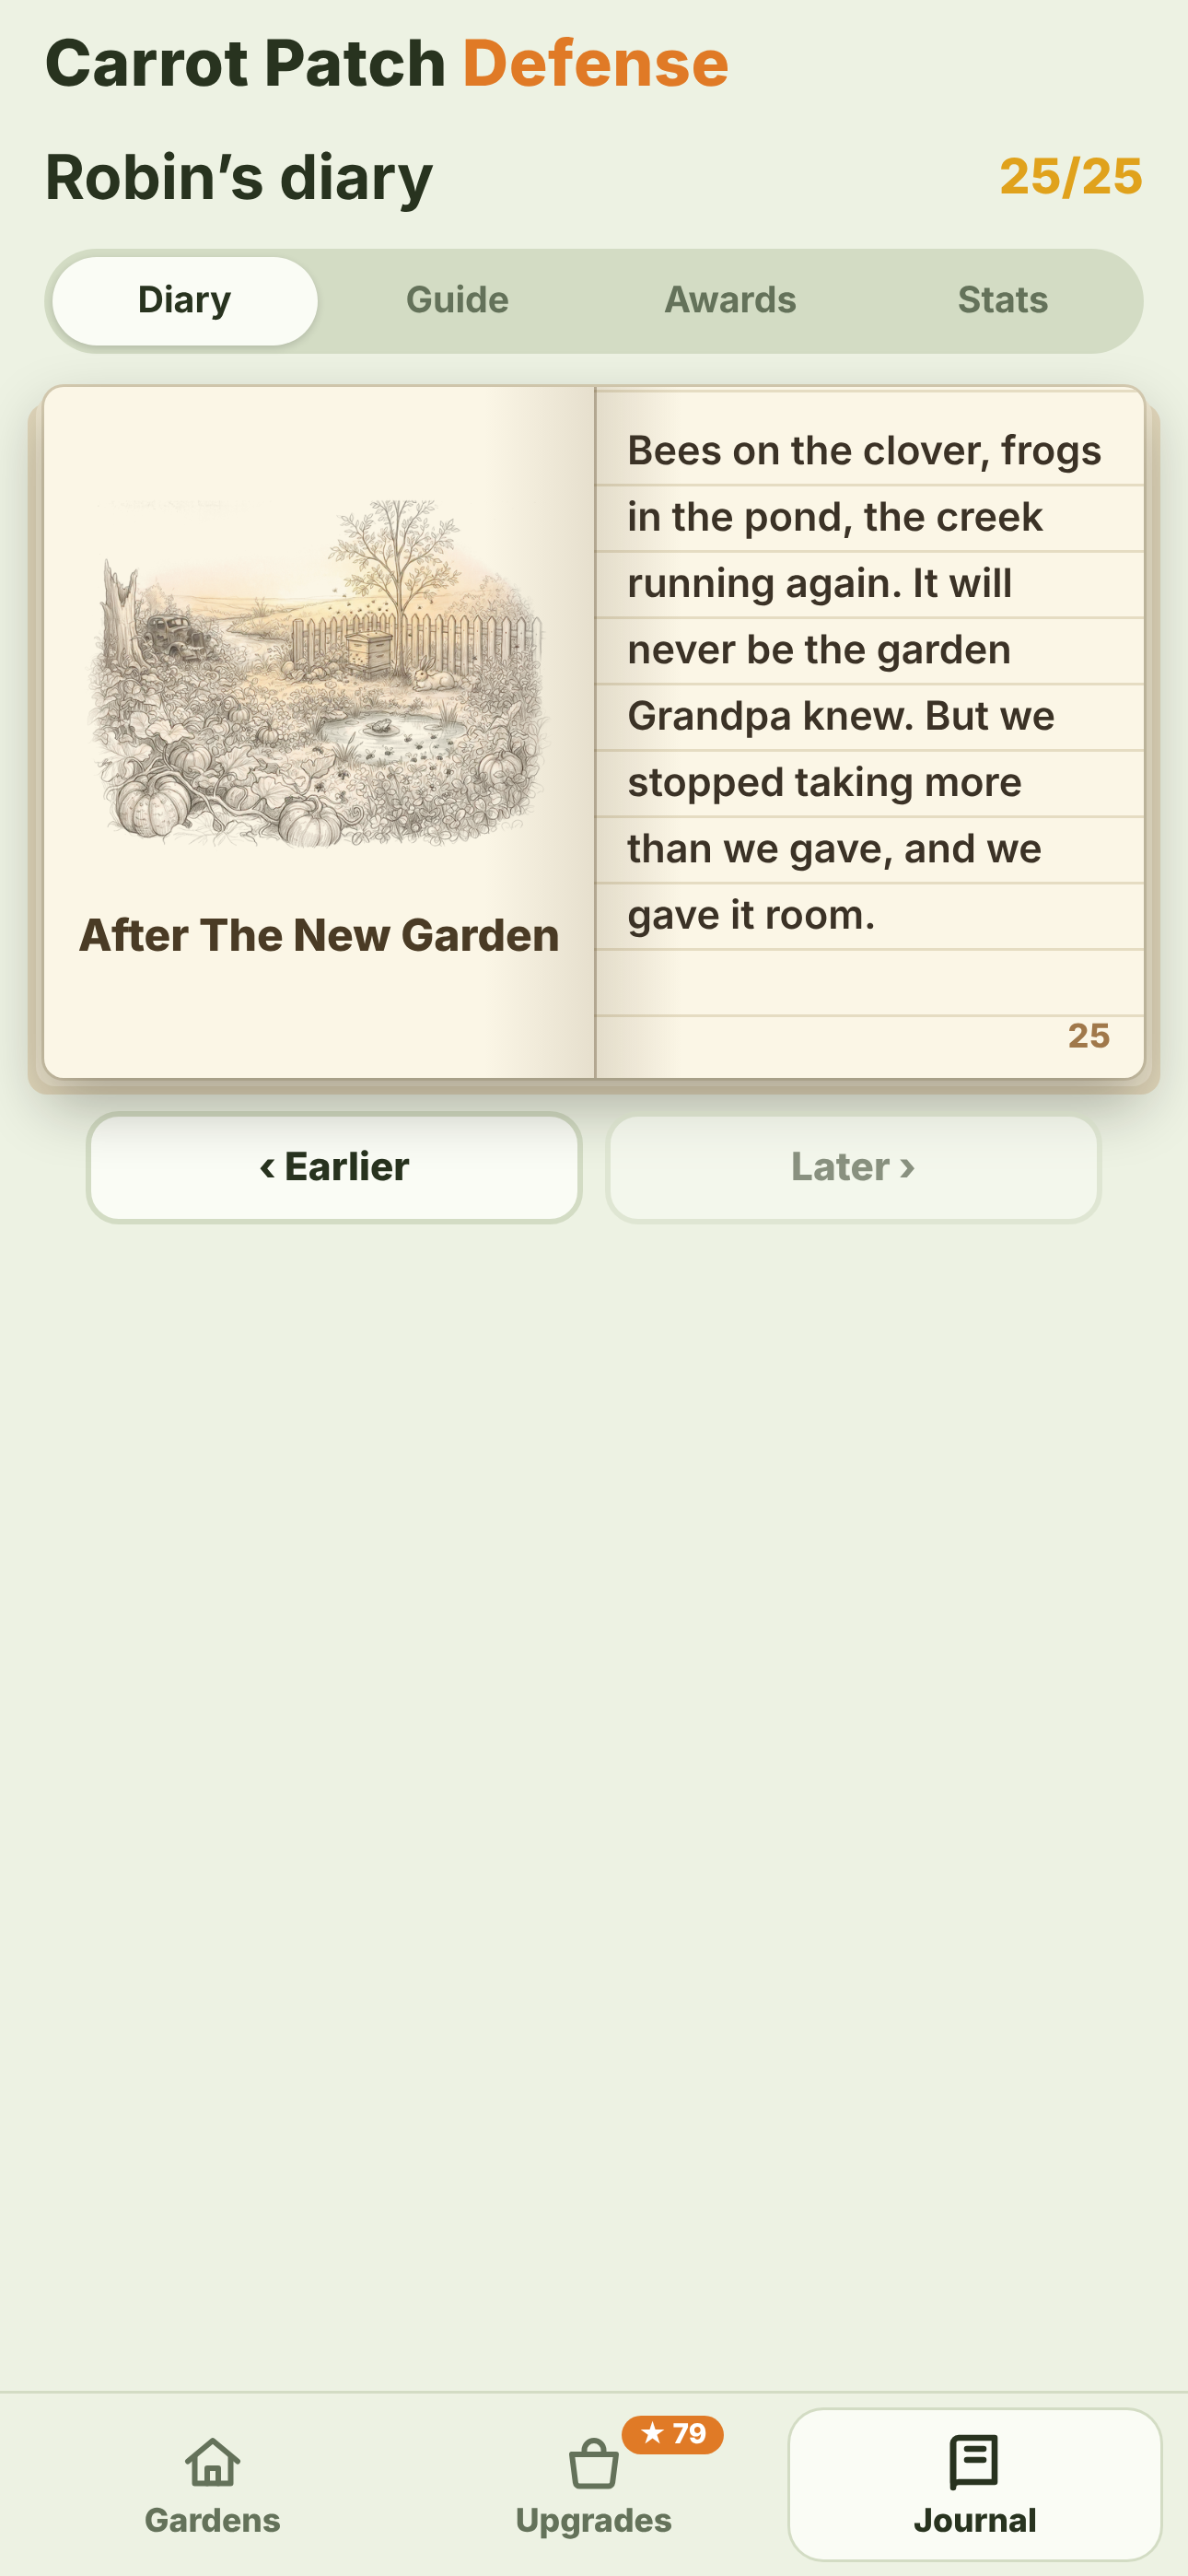 Carrot Patch Defense
Robin’s diary
25/25
Diary
Guide
Awards
Stats
After The New Garden
Bees on the clover, frogs
in the pond, the creek
running again. It will
never be the garden
Grandpa knew. But we
stopped taking more
than we gave, and we
gave it room.
25
‹ Earlier
Later ›
Gardens
★ 79
Upgrades
Journal